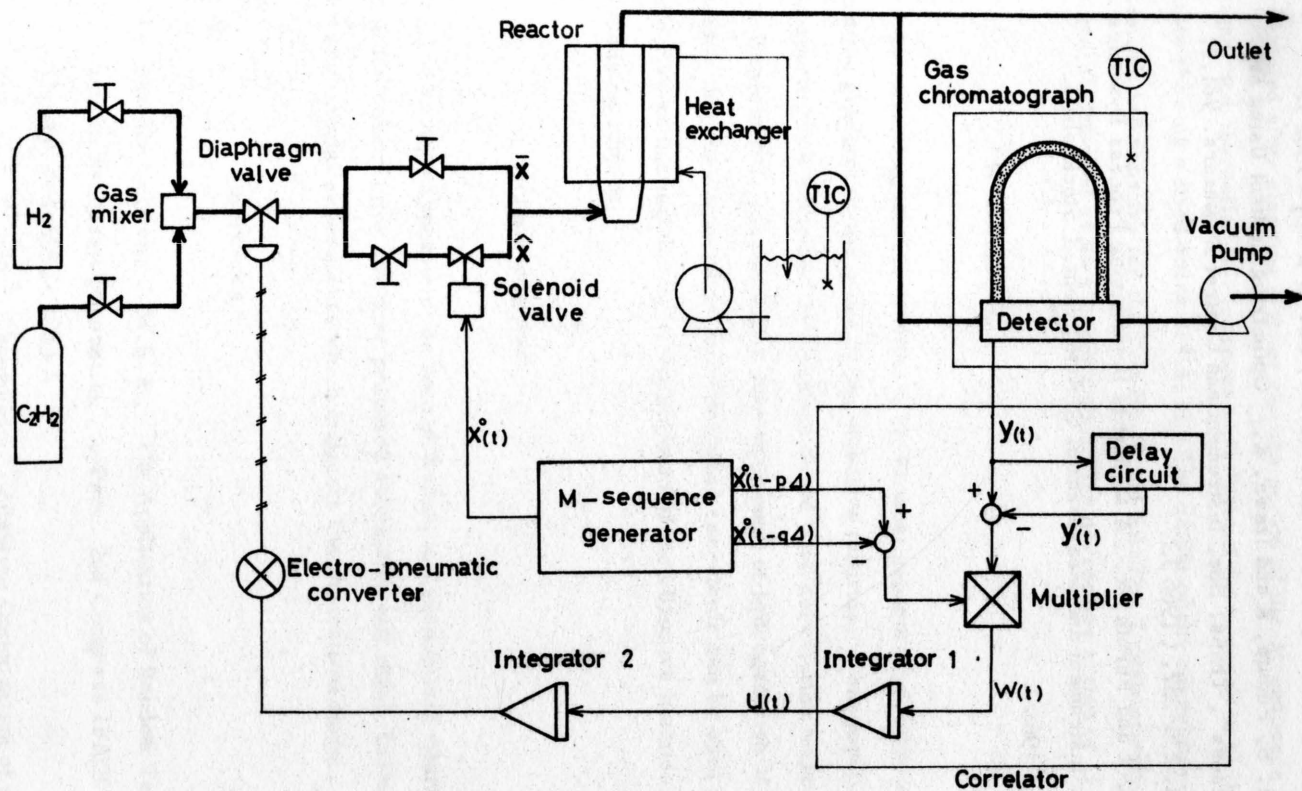 Reactor
Outlet
Gas
chromatograph
TIC
Heat
exchanger
Diaphragm
valve
Gas
mixer
x̄
H2
TIC
Vacuum
pump
x̂
Solenoid
valve
Detector
C2H2
x°(t)
y(t)
Delay
circuit
M-sequence
generator
x°(t-pΔ)
x°(t-qΔ)
+
−
+
−
y'(t)
Electro-pneumatic
converter
Multiplier
Integrator 2
Integrator 1
u(t)
w(t)
Correlator